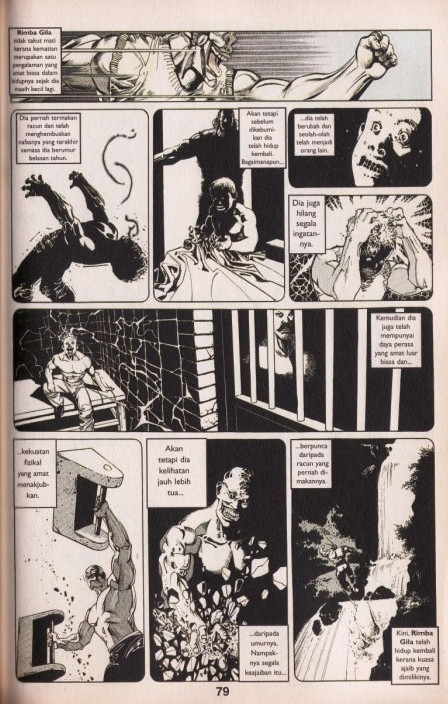 Rimba Gila
tidak takut mati
kerana kematian
merupakan satu
pengalaman yang
amat biasa dalam
hidupnya sejak dia
masih kecil lagi.
Dia pernah termakan
racun dan telah
menghembuskan
nafasnya yang terakhir
semasa dia berumur
belasan tahun.
Akan tetapi
sebelum
dikebumi-
kan dia
telah hidup
kembali.
Bagaimanapun...
...dia telah
berubah dan
seolah-olah
telah menjadi
orang lain.
Dia juga
hilang
segala
ingatan-
nya.
Kemudian dia
juga telah
mempunyai
daya perasa
yang amat luar
biasa dan...
...kekuatan
fizikal
yang amat
menakjub-
kan.
Akan
tetapi dia
kelihatan
jauh lebih
tua...
...daripada
umurnya.
Nampak-
nya segala
keajaiban itu...
...berpunca
daripada
racun yang
pernah di-
makannya.
Kini, Rimba
Gila telah
hidup kembali
kerana kuasa
ajaib yang
dimilikinya.
79